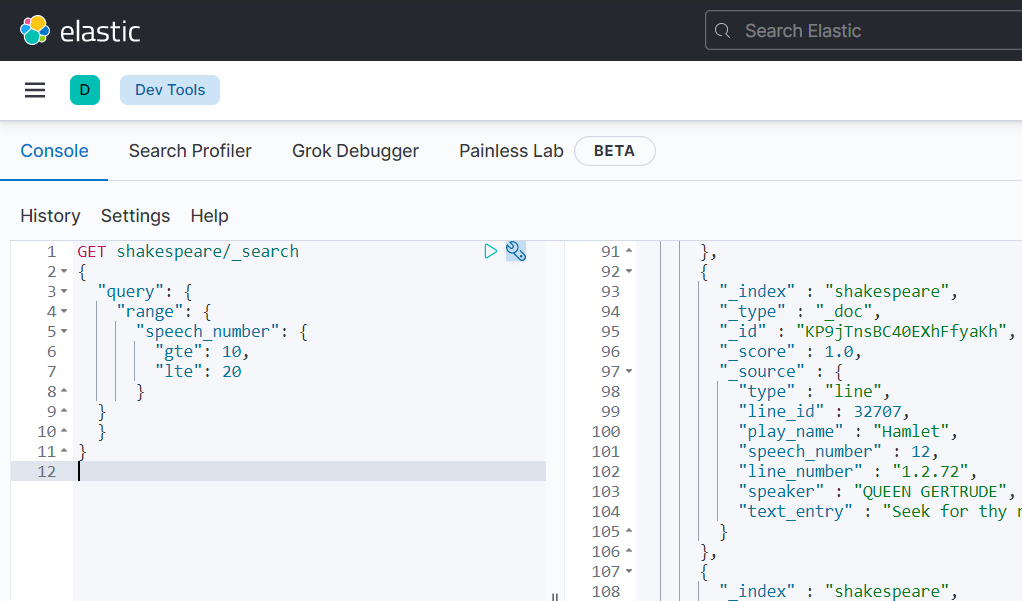 elastic
Search Elastic
D
Dev Tools
Console Search Profiler Grok Debugger Painless Lab BETA
History Settings Help
1 GET shakespeare/_search
2 {
3 "query": {
4 "range": {
5 "speech_number": {
6 "gte": 10,
7 "lte": 20
8 }
9 }
10 }
11 }
12
91 },
92 {
93 "_index" : "shakespeare",
94 "_type" : "_doc",
95 "_id" : "KP9jTnsBC40EXhFfyaKh",
96 "_score" : 1.0,
97 "_source" : {
98 "type" : "line",
99 "line_id" : 32707,
100 "play_name" : "Hamlet",
101 "speech_number" : 12,
102 "line_number" : "1.2.72",
103 "speaker" : "QUEEN GERTRUDE",
104 "text_entry" : "Seek for thy
105 }
106 },
107 {
108 "_index" : "shakespeare",